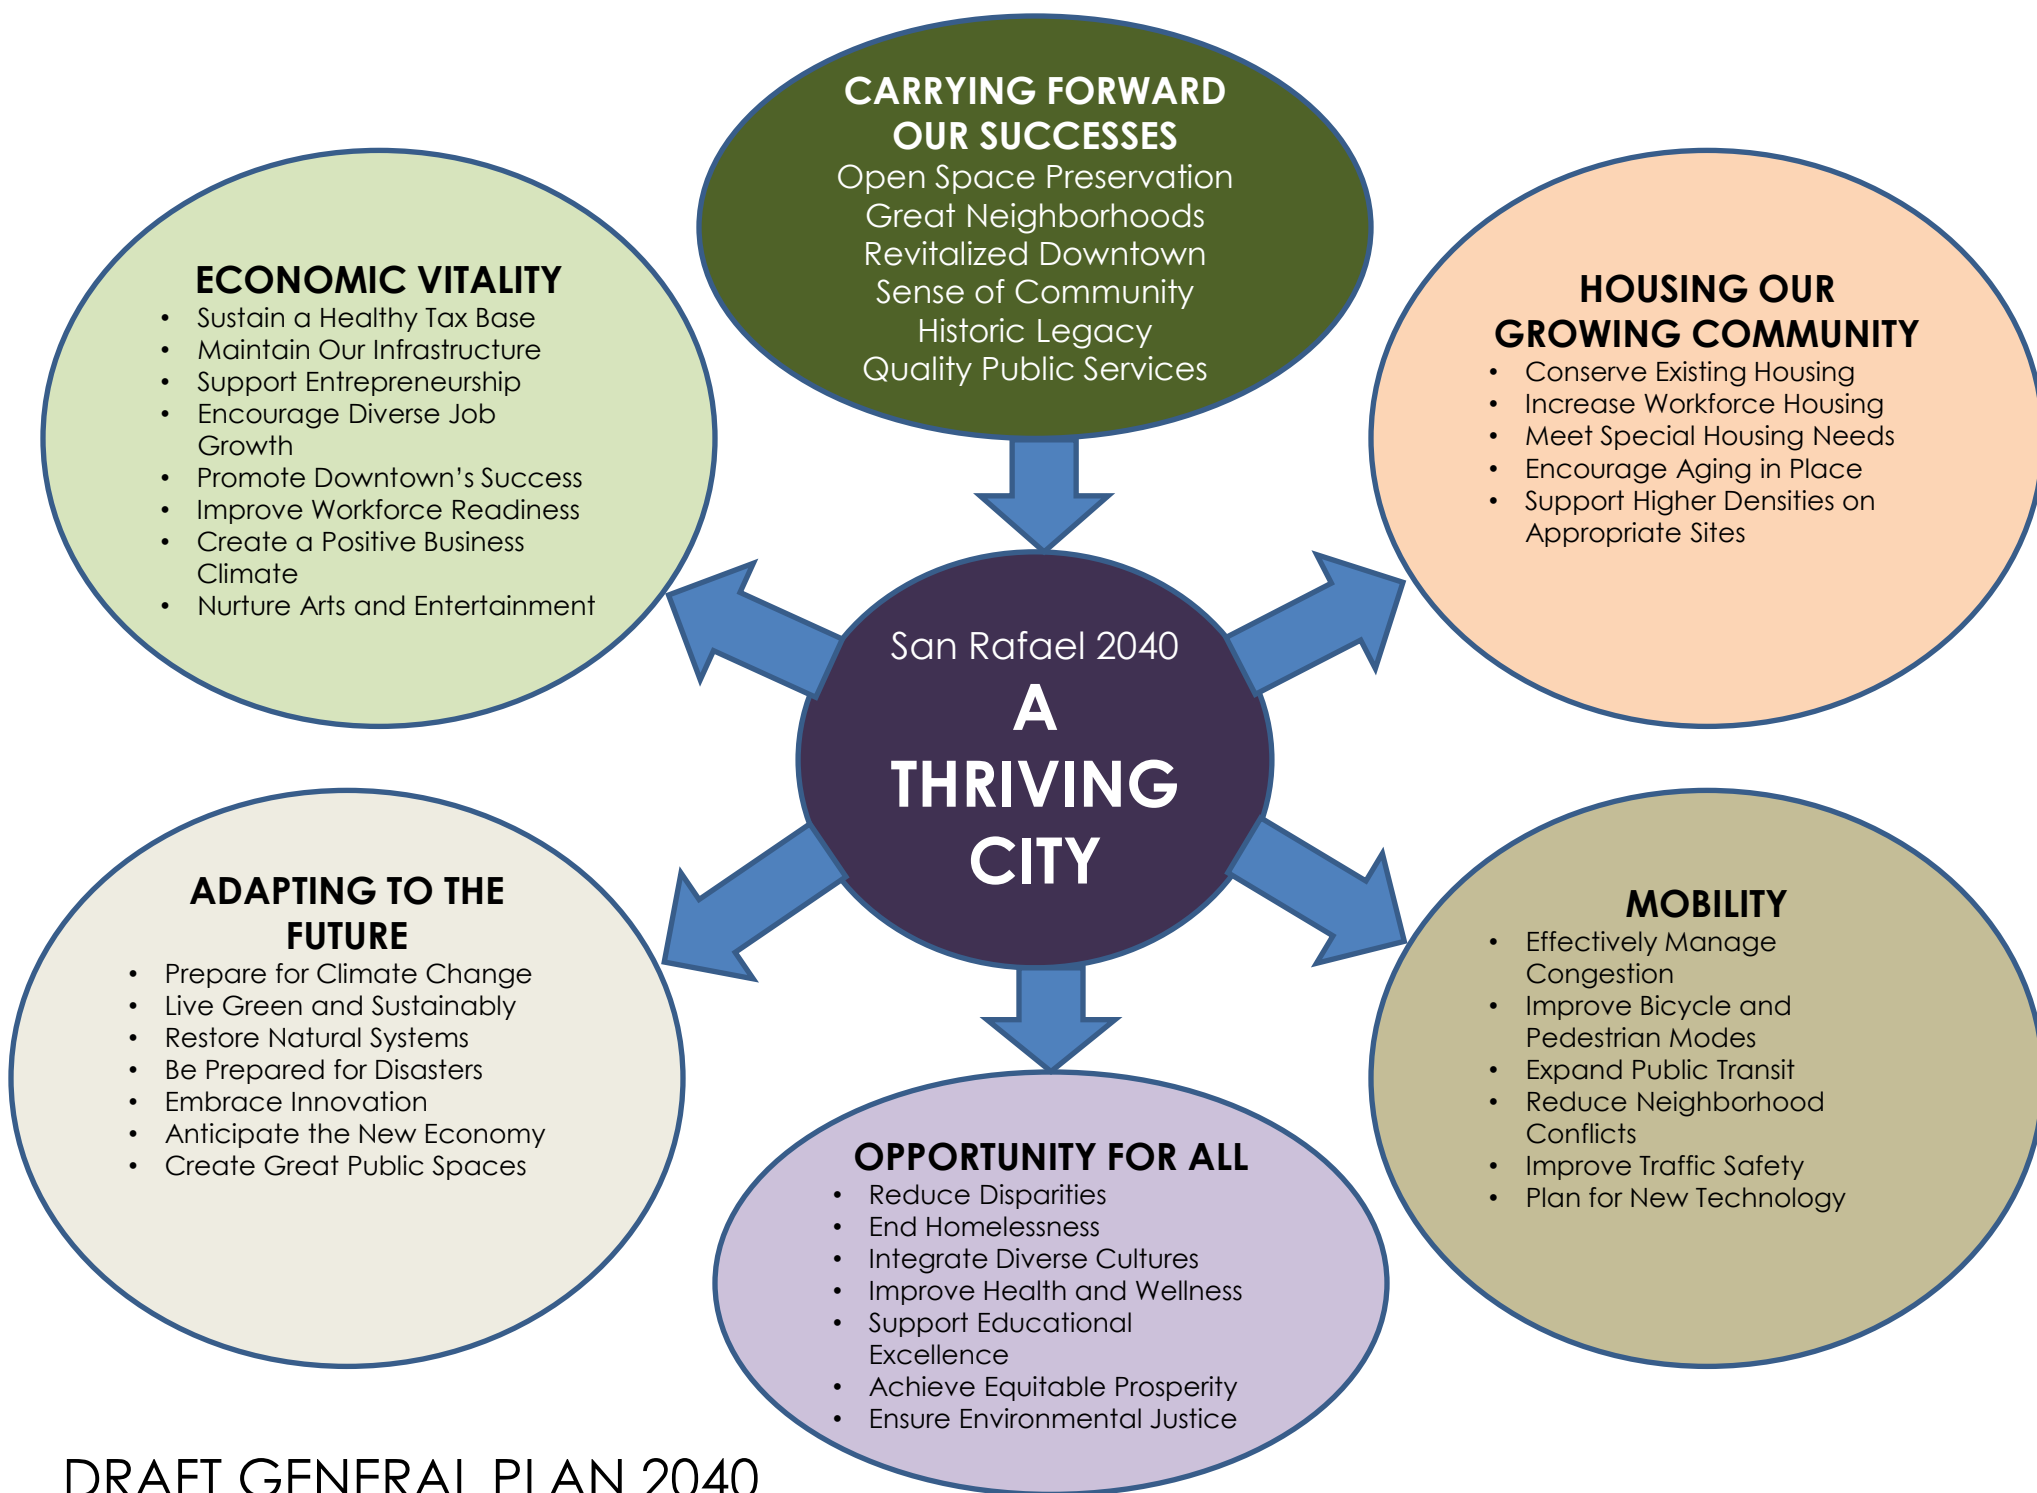 CARRYING FORWARD
OUR SUCCESSES
Open Space Preservation
Great Neighborhoods
Revitalized Downtown
Sense of Community
Historic Legacy
Quality Public Services
ECONOMIC VITALITY
• Sustain a Healthy Tax Base
• Maintain Our Infrastructure
• Support Entrepreneurship
• Encourage Diverse Job
Growth
• Promote Downtown’s Success
• Improve Workforce Readiness
• Create a Positive Business
Climate
• Nurture Arts and Entertainment
HOUSING OUR
GROWING COMMUNITY
• Conserve Existing Housing
• Increase Workforce Housing
• Meet Special Housing Needs
• Encourage Aging in Place
• Support Higher Densities on
Appropriate Sites
San Rafael 2040
A
THRIVING
CITY
ADAPTING TO THE
FUTURE
• Prepare for Climate Change
• Live Green and Sustainably
• Restore Natural Systems
• Be Prepared for Disasters
• Embrace Innovation
• Anticipate the New Economy
• Create Great Public Spaces
MOBILITY
• Effectively Manage
Congestion
• Improve Bicycle and
Pedestrian Modes
• Expand Public Transit
• Reduce Neighborhood
Conflicts
• Improve Traffic Safety
• Plan for New Technology
OPPORTUNITY FOR ALL
• Reduce Disparities
• End Homelessness
• Integrate Diverse Cultures
• Improve Health and Wellness
• Support Educational
Excellence
• Achieve Equitable Prosperity
• Ensure Environmental Justice
DRAFT GENERAL PLAN 2040